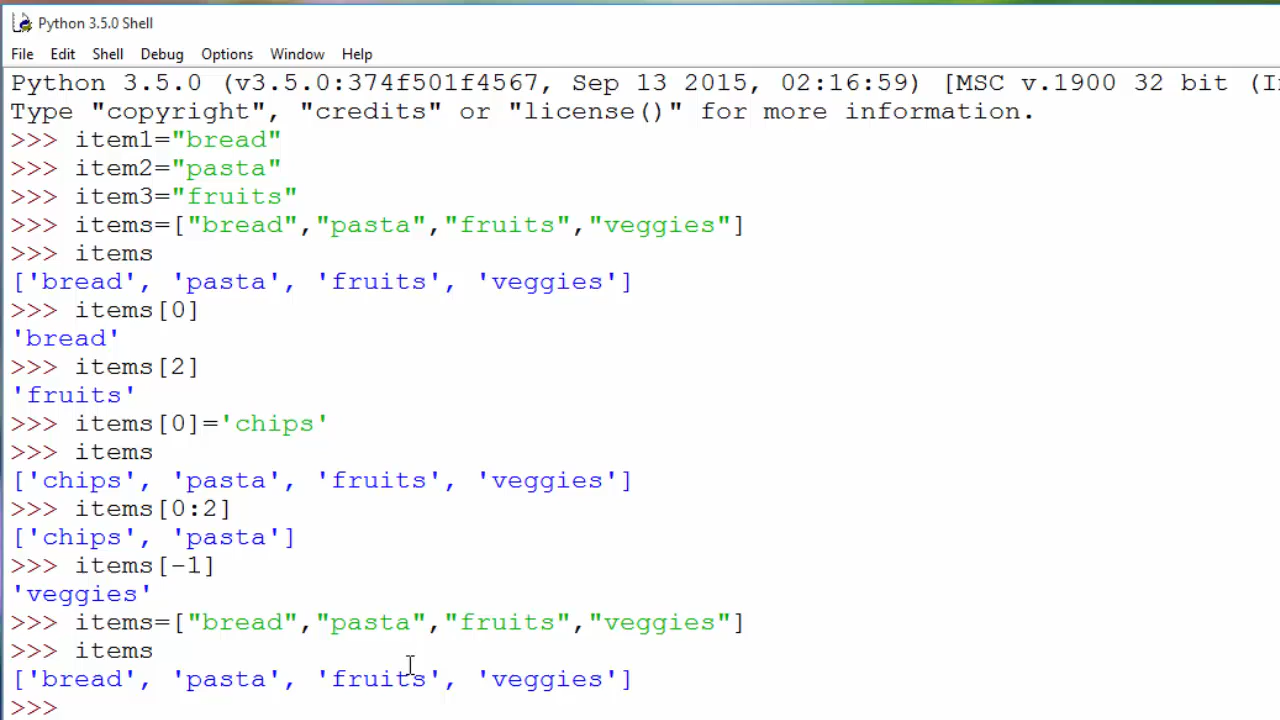 Python 3.5.0 Shell
File Edit Shell Debug Options Window Help
Python 3.5.0 (v3.5.0:374f501f4567, Sep 13 2015, 02:16:59) [MSC v.1900 32 bit (I
Type "copyright", "credits" or "license()" for more information.
>>> item1="bread"
>>> item2="pasta"
>>> item3="fruits"
>>> items=["bread","pasta","fruits","veggies"]
>>> items
['bread', 'pasta', 'fruits', 'veggies']
>>> items[0]
'bread'
>>> items[2]
'fruits'
>>> items[0]='chips'
>>> items
['chips', 'pasta', 'fruits', 'veggies']
>>> items[0:2]
['chips', 'pasta']
>>> items[-1]
'veggies'
>>> items=["bread","pasta","fruits","veggies"]
>>> items
['bread', 'pasta', 'fruits', 'veggies']
>>>